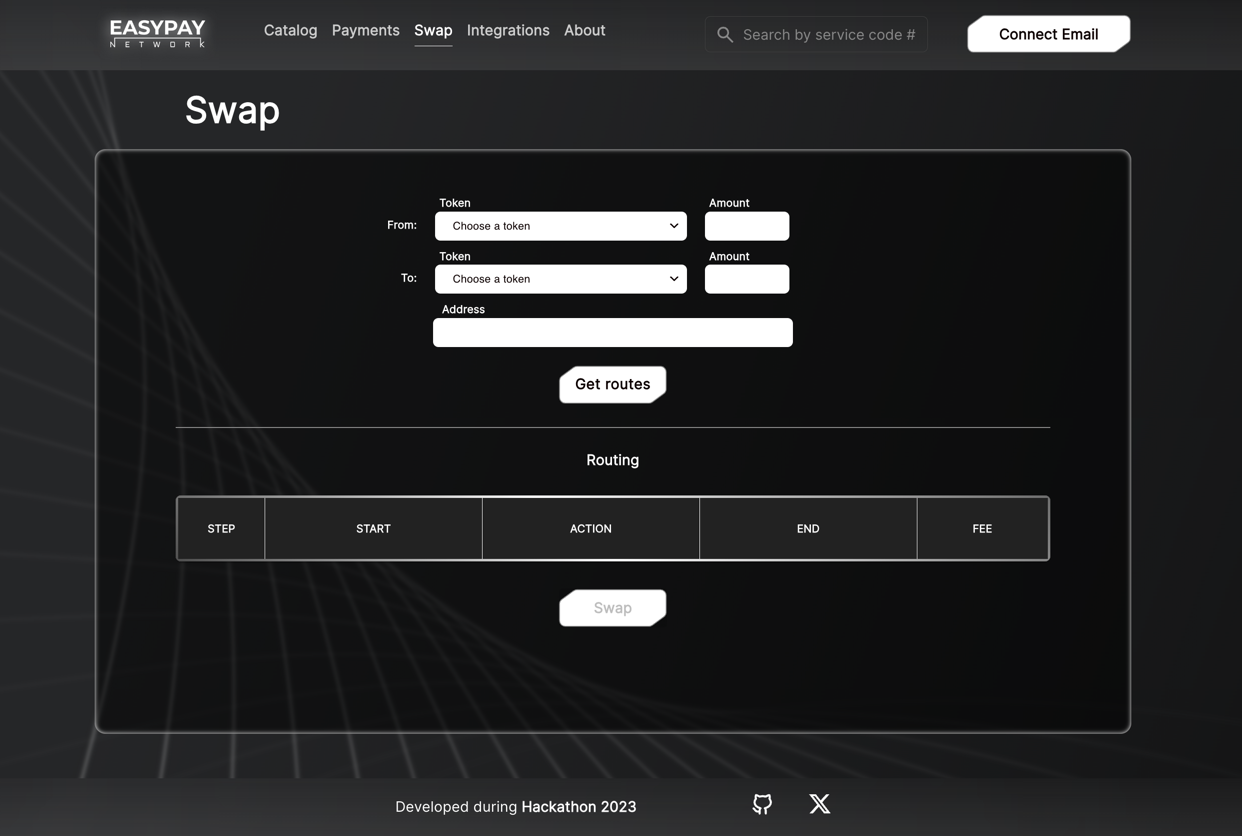 EASYPAY
NETWORK
Catalog Payments Swap Integrations About
Search by service code #
Connect Email
Swap
Token Amount
From: Choose a token
Token Amount
To: Choose a token
Address
Get routes
Routing
STEP START ACTION END FEE
Swap
Developed during Hackathon 2023